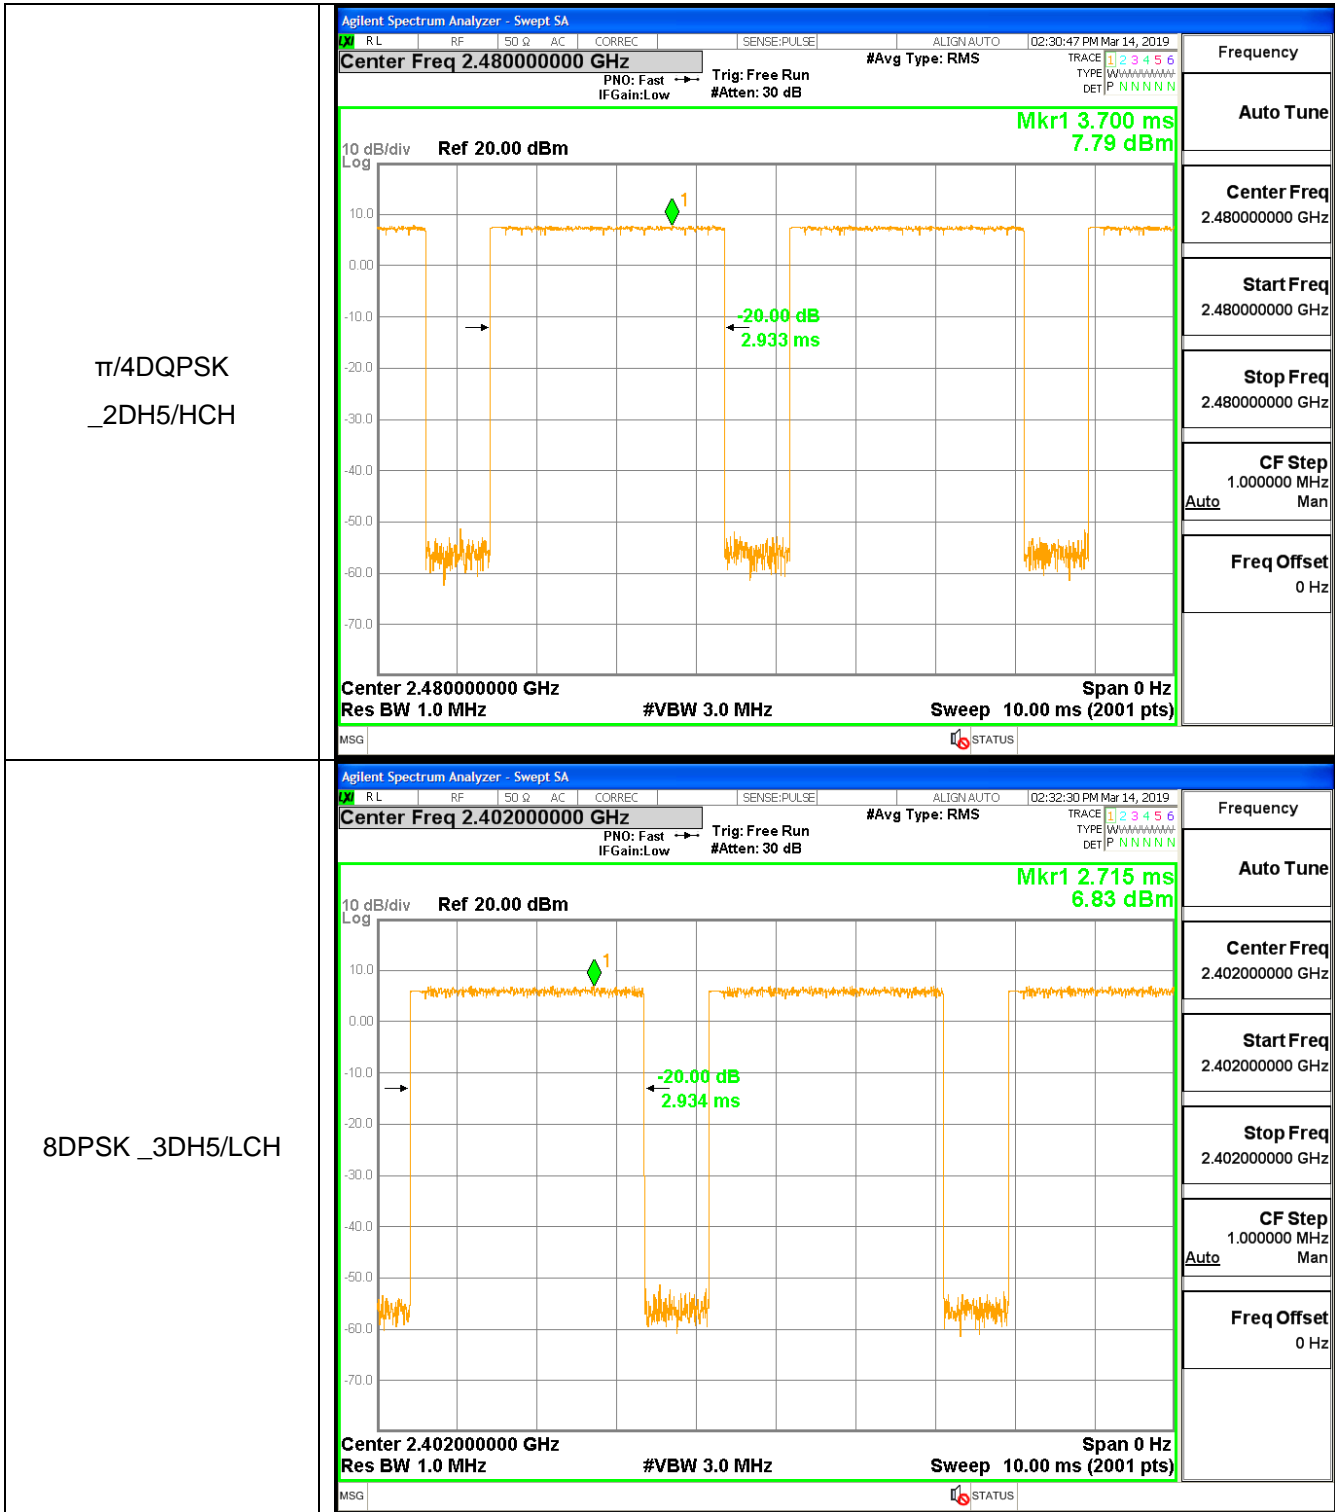 π/4DQPSK
_2DH5/HCH
Agilent Spectrum Analyzer - Swept SA
LXI RL RF 50 Ω AC CORREC SENSE:PULSE ALIGN AUTO 02:30:47 PM Mar 14, 2019
Center Freq 2.480000000 GHz
#Avg Type: RMS
TRACE 1 2 3 4 5 6
PNO: Fast Trig: Free Run
TYPE W
IFGain:Low #Atten: 30 dB
DET P N N N N N
Mkr1 3.700 ms
7.79 dBm
10 dB/div Ref 20.00 dBm
Log
1
10.0
0.00
-10.0
-20.0
-30.0
-40.0
-50.0
-60.0
-70.0
-20.00 dB
2.933 ms
Center 2.480000000 GHz Span 0 Hz
Res BW 1.0 MHz #VBW 3.0 MHz Sweep 10.00 ms (2001 pts)
MSG STATUS
Frequency
Auto Tune
Center Freq
2.480000000 GHz
Start Freq
2.480000000 GHz
Stop Freq
2.480000000 GHz
CF Step
1.000000 MHz
Auto Man
Freq Offset
0 Hz
8DPSK _3DH5/LCH
Agilent Spectrum Analyzer - Swept SA
LXI RL RF 50 Ω AC CORREC SENSE:PULSE ALIGN AUTO 02:32:30 PM Mar 14, 2019
Center Freq 2.402000000 GHz
#Avg Type: RMS
TRACE 1 2 3 4 5 6
PNO: Fast Trig: Free Run
TYPE W
IFGain:Low #Atten: 30 dB
DET P N N N N N
Mkr1 2.715 ms
6.83 dBm
10 dB/div Ref 20.00 dBm
Log
1
10.0
0.00
-10.0
-20.0
-30.0
-40.0
-50.0
-60.0
-70.0
-20.00 dB
2.934 ms
Center 2.402000000 GHz Span 0 Hz
Res BW 1.0 MHz #VBW 3.0 MHz Sweep 10.00 ms (2001 pts)
MSG STATUS
Frequency
Auto Tune
Center Freq
2.402000000 GHz
Start Freq
2.402000000 GHz
Stop Freq
2.402000000 GHz
CF Step
1.000000 MHz
Auto Man
Freq Offset
0 Hz